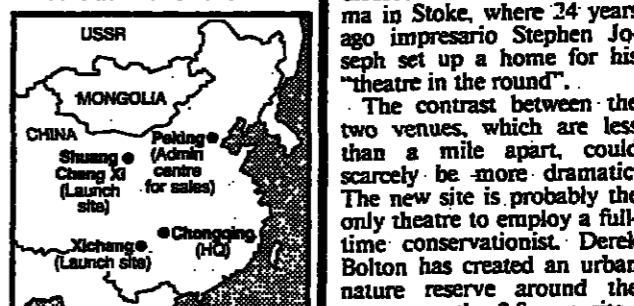 USSR
MONGOLIA
CHINA
Peking
(Admin
centre
for sales)
Shuang
Cheng Xi
(Launch
site)
Chongqing
(HQ)
Xichang
(Launch site)
ma in Stoke, where 24 years
ago impresario Stephen Jo-
seph set up a home for his
"theatre in the round".
The contrast between the
two venues, which are less
than a mile apart, could
scarcely be more dramatic.
The new site is probably the
only theatre to employ a full-
time conservationist. Derek
Bolton has created an urban
nature reserve around the